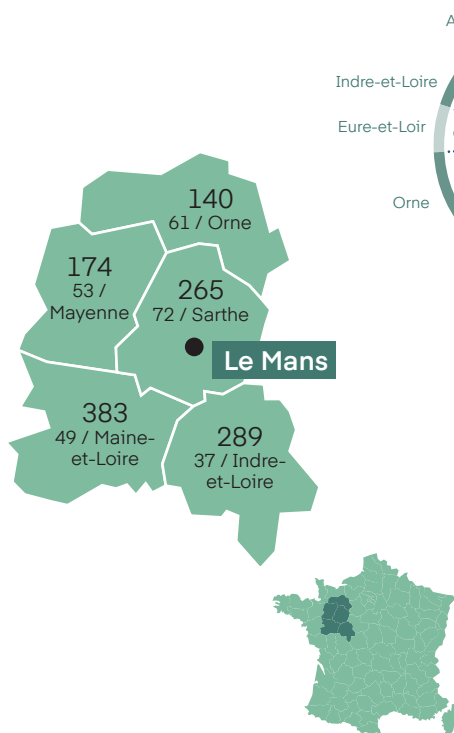 A
Indre-et-Loire
Eure-et-Loir
Orne
140
61 / Orne
174
53 /
Mayenne
265
72 / Sarthe
Le Mans
383
49 / Maine-
et-Loire
289
37 / Indre-
et-Loire